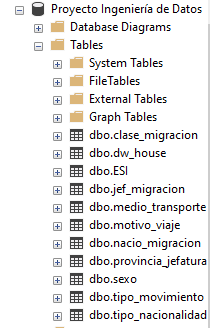 Proyecto Ingeniería de Datos
Database Diagrams
Tables
System Tables
FileTables
External Tables
Graph Tables
dbo.clase_migracion
dbo.dw_house
dbo.ESI
dbo.jef_migracion
dbo.medio_transporte
dbo.motivo_viaje
dbo.nacio_migracion
dbo.provincia_jefatura
dbo.sexo
dbo.tipo_movimiento
dbo.tipo_nacionalidad